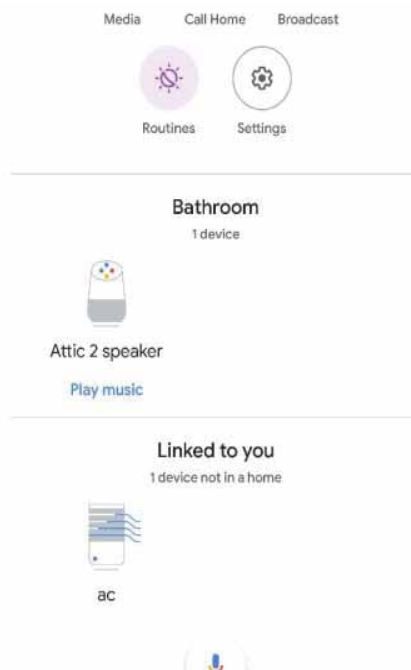 Media Call Home Broadcast
Routines Settings
Bathroom
1 device
Attic 2 speaker
Play music
Linked to you
1 device not in a home
ac